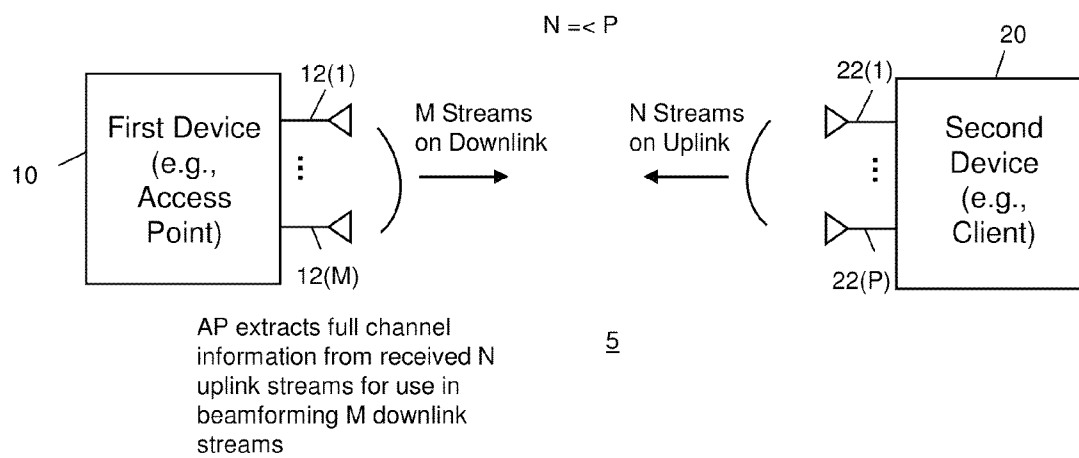 N =< P
20
12(1)
22(1)
First Device
(e.g.,
Access
Point)
M Streams
on Downlink
N Streams
on Uplink
Second
Device
(e.g.,
Client)
10
12(M)
22(P)
AP extracts full channel
information from received N
uplink streams for use in
beamforming M downlink
streams
5